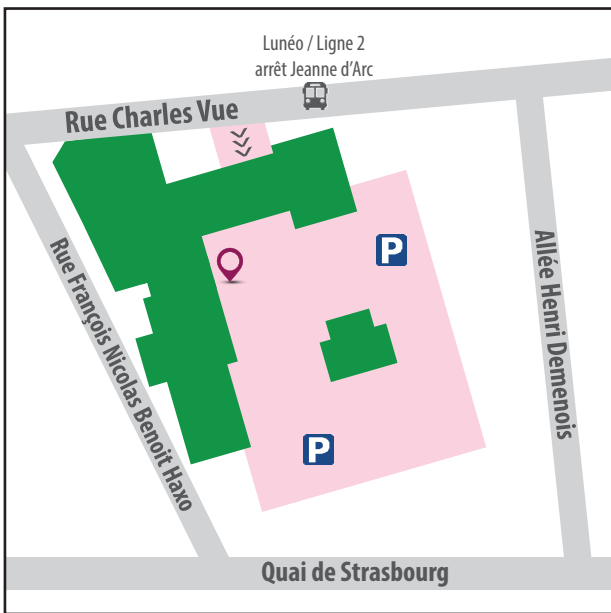 Lunéo / Ligne 2
arrêt Jeanne d’Arc
Rue Charles Vue
P
Rue François Nicolas Benoit Haxo
Allée Henri Demenois
P
Quai de Strasbourg